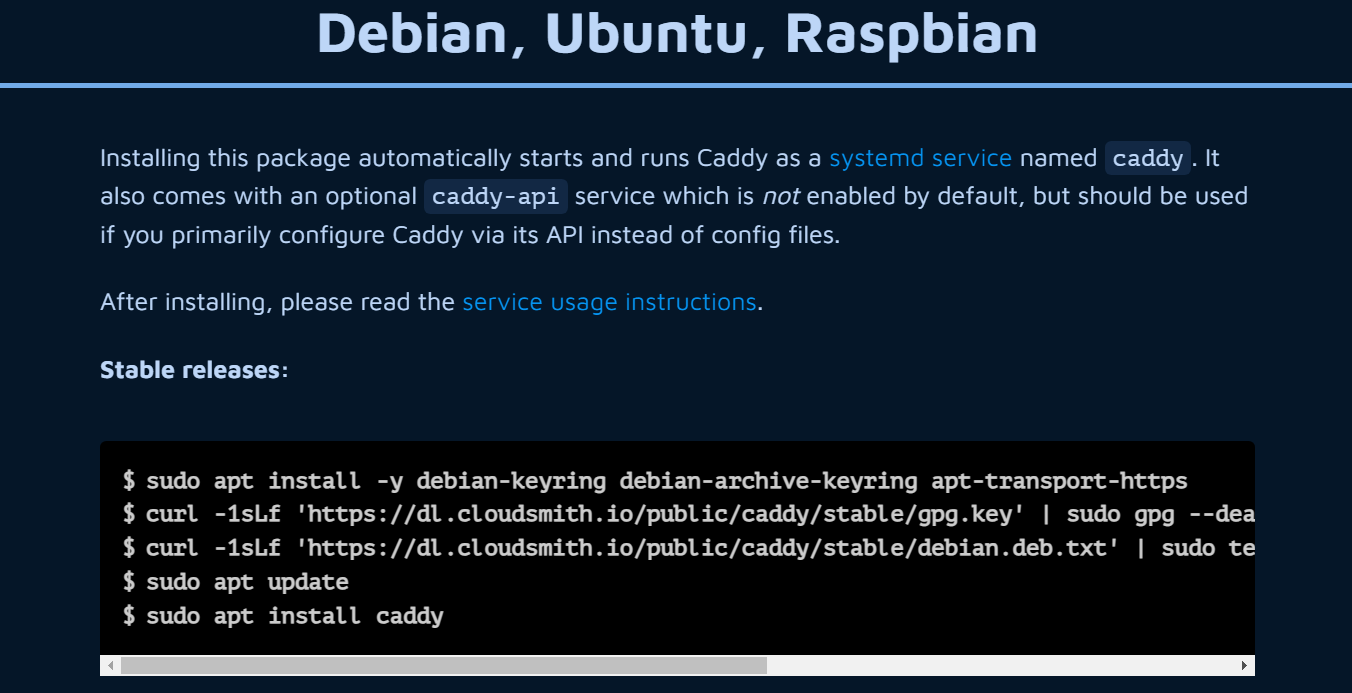 Debian, Ubuntu, Raspbian
Installing this package automatically starts and runs Caddy as a systemd service named caddy. It
also comes with an optional caddy-api service which is not enabled by default, but should be used
if you primarily configure Caddy via its API instead of config files.
After installing, please read the service usage instructions.
Stable releases:
$ sudo apt install -y debian-keyring debian-archive-keyring apt-transport-https
$ curl -1sLf 'https://dl.cloudsmith.io/public/caddy/stable/gpg.key' | sudo gpg --dea
$ curl -1sLf 'https://dl.cloudsmith.io/public/caddy/stable/debian.deb.txt' | sudo te
$ sudo apt update
$ sudo apt install caddy